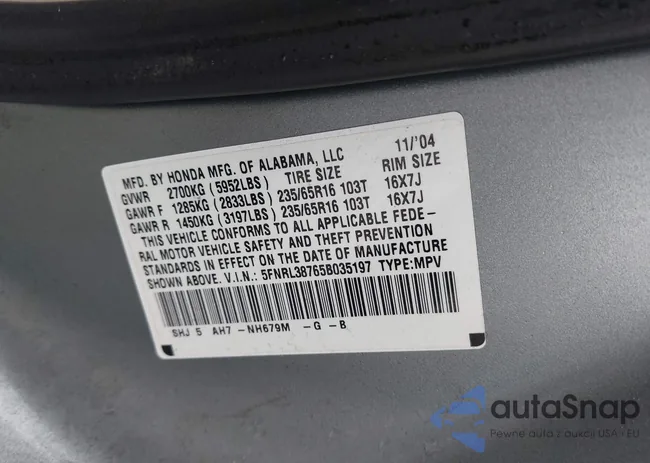 MFD. BY HONDA MFG. OF ALABAMA, LLC 11/'04
GVWR 2700KG (5952LBS) TIRE SIZE RIM SIZE
GAWR F 1285KG (2833LBS) 235/65R16 103T 16X7J
GAWR R 1450KG (3197LBS) 235/65R16 103T 16X7J
THIS VEHICLE CONFORMS TO ALL APPLICABLE FEDE-
RAL MOTOR VEHICLE SAFETY AND THEFT PREVENTION
STANDARDS IN EFFECT ON THE DATE OF MANUFACTURE
SHOWN ABOVE. V.I.N.: 5FNRL38765B035197 TYPE:MPV
SHJ 5 AH7 -NH679M -G -B
autaSnap
Pewne auta z aukcji USA - EU